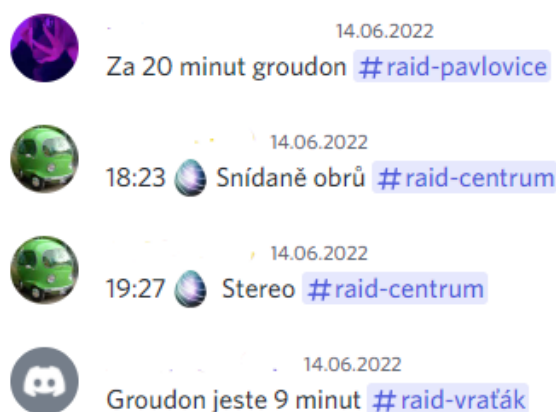 14.06.2022
Za 20 minut groudon #raid-pavlovice
14.06.2022
18:23 Snídaně obrů #raid-centrum
14.06.2022
19:27 Stereo #raid-centrum
14.06.2022
Groudon jeste 9 minut #raid-vraťák